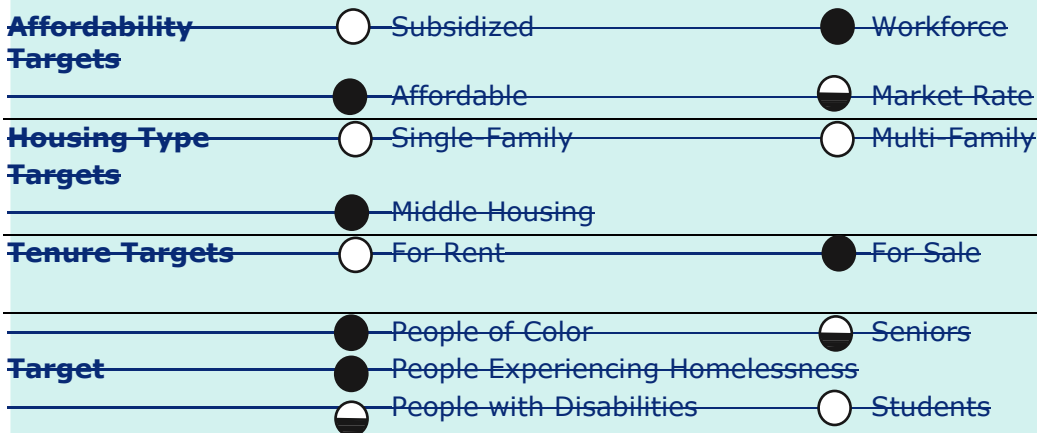 Affordability Subsidized Workforce
Targets
Affordable Market Rate
Housing Type Single-Family Multi-Family
Targets
Middle Housing
Tenure Targets For Rent For Sale
People of Color Seniors
Target People Experiencing Homelessness
People with Disabilities Students